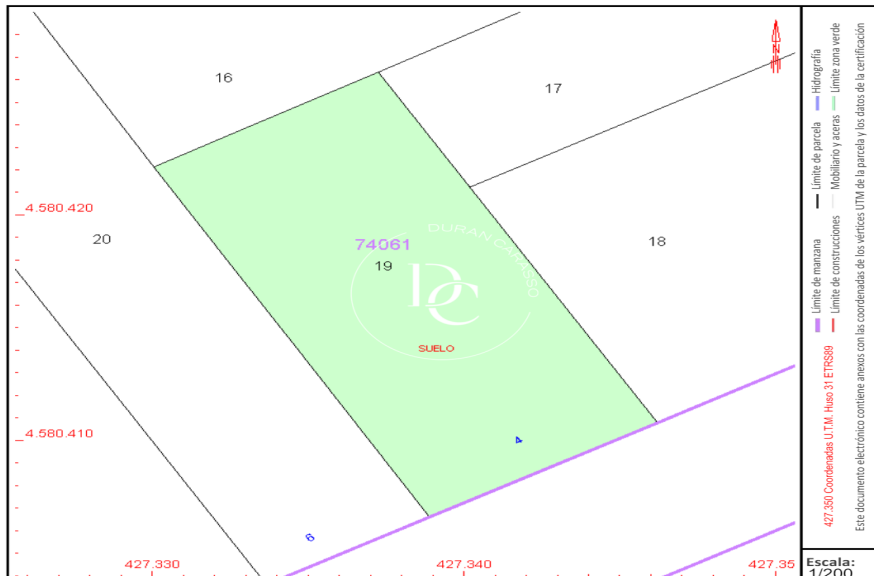 16
17
N
4.580.420
20
18
74061
19
DURAN CARASSO
DC
SUELO
4.580.410
4
6
427.330
427.340
427.35
427.350 Coordenadas U.T.M. Huso 31 ETRS89
Límite de manzana
Límite de parcela
Hidrografía
Límite de construcciones
Mobiliario y aceras
Límite zona verde
Este documento electrónico contiene anexos con las coordenadas de los vértices UTM de la parcela y los datos de la certificación
Escala:
1/200